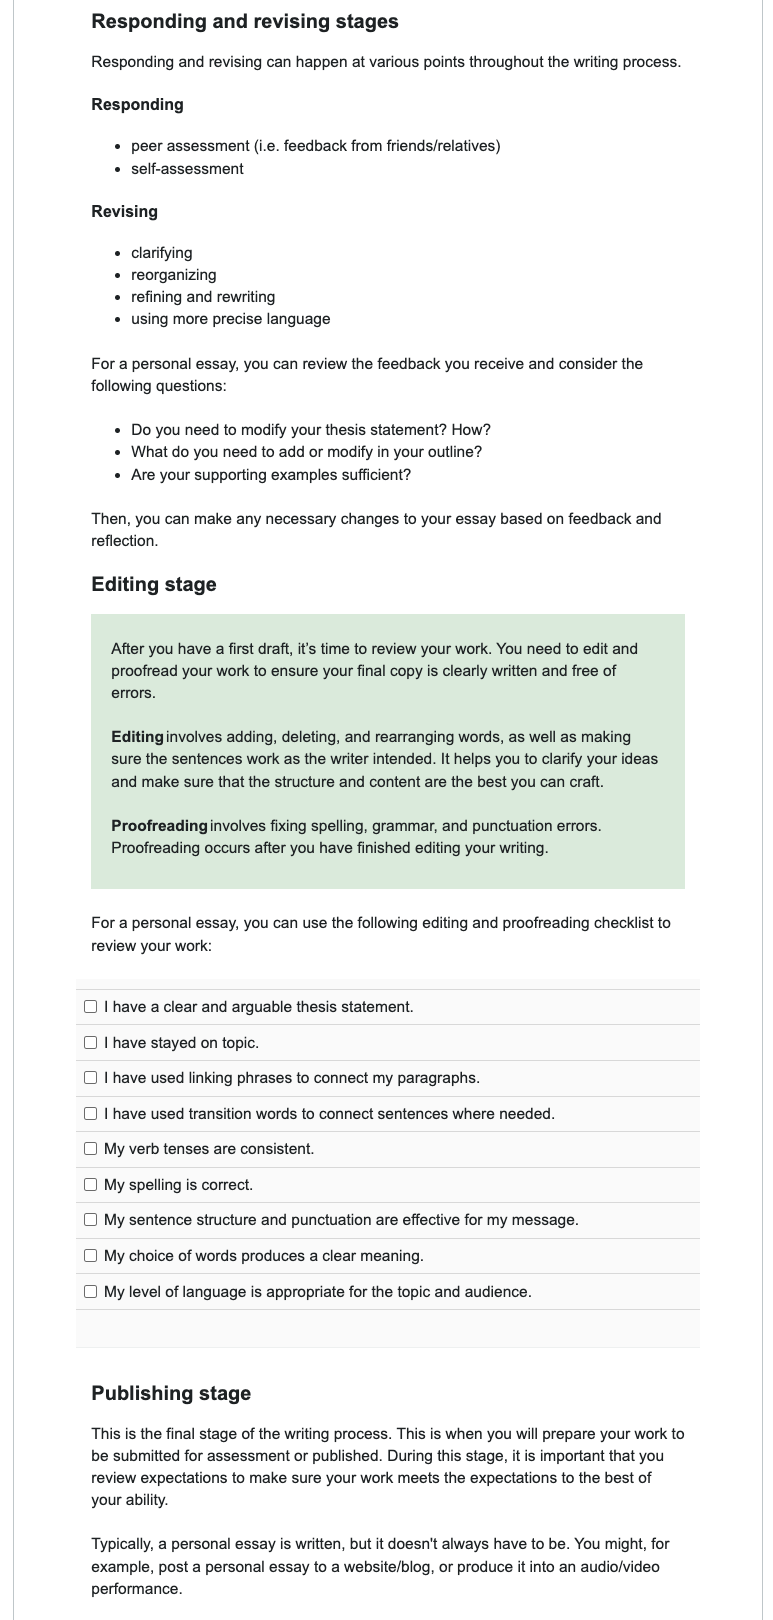 Responding and revising stages
Responding and revising can happen at various points throughout the writing process.
Responding
• peer assessment (i.e. feedback from friends/relatives)
• self-assessment
Revising
• clarifying
• reorganizing
• refining and rewriting
• using more precise language
For a personal essay, you can review the feedback you receive and consider the
following questions:
• Do you need to modify your thesis statement? How?
• What do you need to add or modify in your outline?
• Are your supporting examples sufficient?
Then, you can make any necessary changes to your essay based on feedback and
reflection.
Editing stage
After you have a first draft, it’s time to review your work. You need to edit and
proofread your work to ensure your final copy is clearly written and free of
errors.
Editing involves adding, deleting, and rearranging words, as well as making
sure the sentences work as the writer intended. It helps you to clarify your ideas
and make sure that the structure and content are the best you can craft.
Proofreading involves fixing spelling, grammar, and punctuation errors.
Proofreading occurs after you have finished editing your writing.
For a personal essay, you can use the following editing and proofreading checklist to
review your work:
I have a clear and arguable thesis statement.
I have stayed on topic.
I have used linking phrases to connect my paragraphs.
I have used transition words to connect sentences where needed.
My verb tenses are consistent.
My spelling is correct.
My sentence structure and punctuation are effective for my message.
My choice of words produces a clear meaning.
My level of language is appropriate for the topic and audience.
Publishing stage
This is the final stage of the writing process. This is when you will prepare your work to
be submitted for assessment or published. During this stage, it is important that you
review expectations to make sure your work meets the expectations to the best of
your ability.
Typically, a personal essay is written, but it doesn't always have to be. You might, for
example, post a personal essay to a website/blog, or produce it into an audio/video
performance.